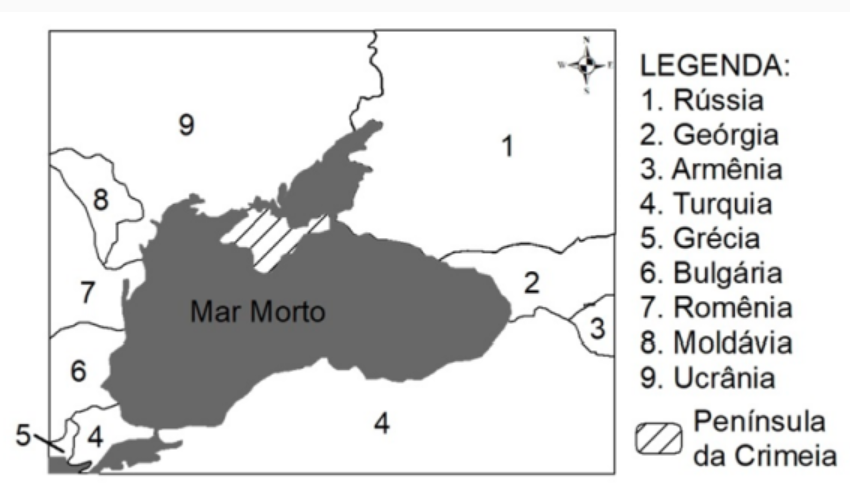 N
W
E
S
9
1
8
7
Mar Morto
2
3
6
5
4
4
LEGENDA:
1. Rússia
2. Geórgia
3. Armênia
4. Turquia
5. Grécia
6. Bulgária
7. Romênia
8. Moldávia
9. Ucrânia
Península
da Crimeia